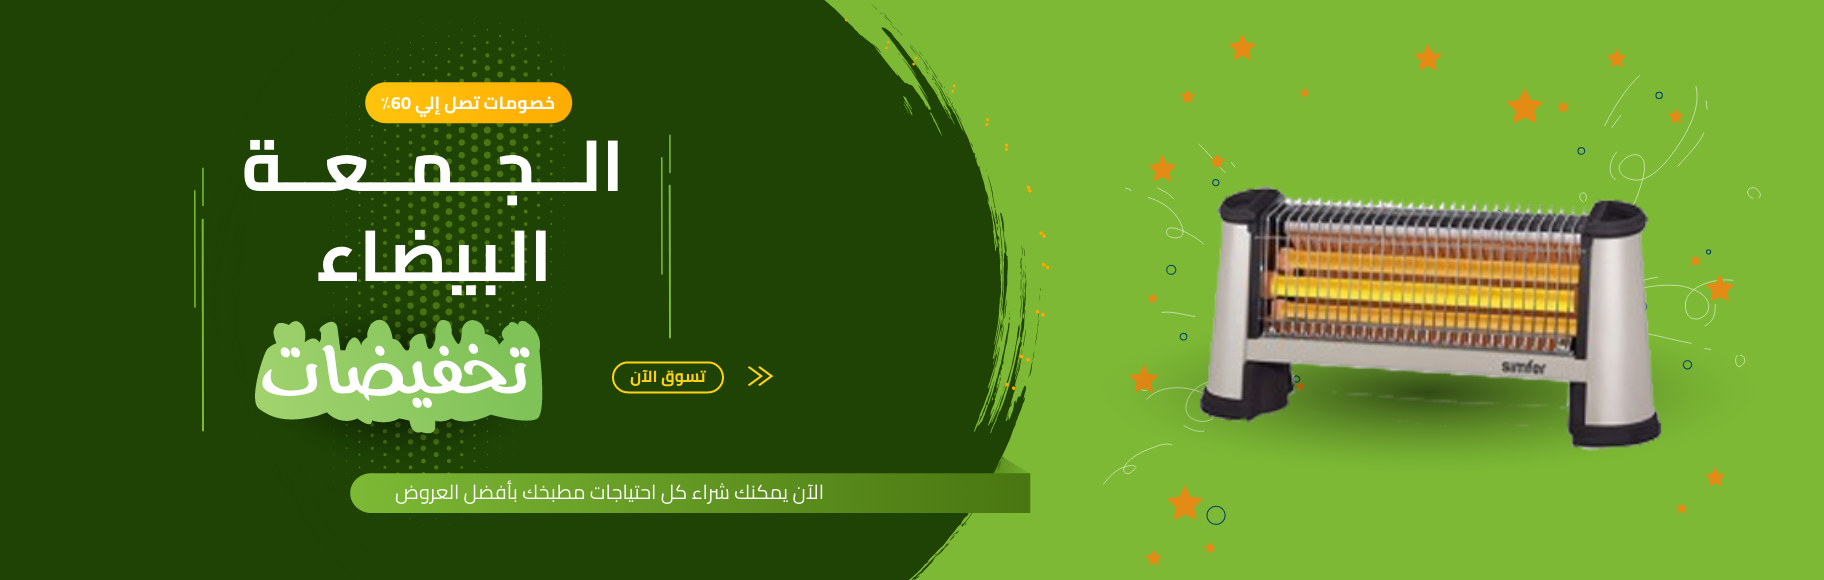 خصومات تصل إلي 60٪
الـجـمـعـة
البيضاء
تخفيضات
تسوق الآن
الآن يمكنك شراء كل احتياجات مطبخك بأفضل العروض
simfer